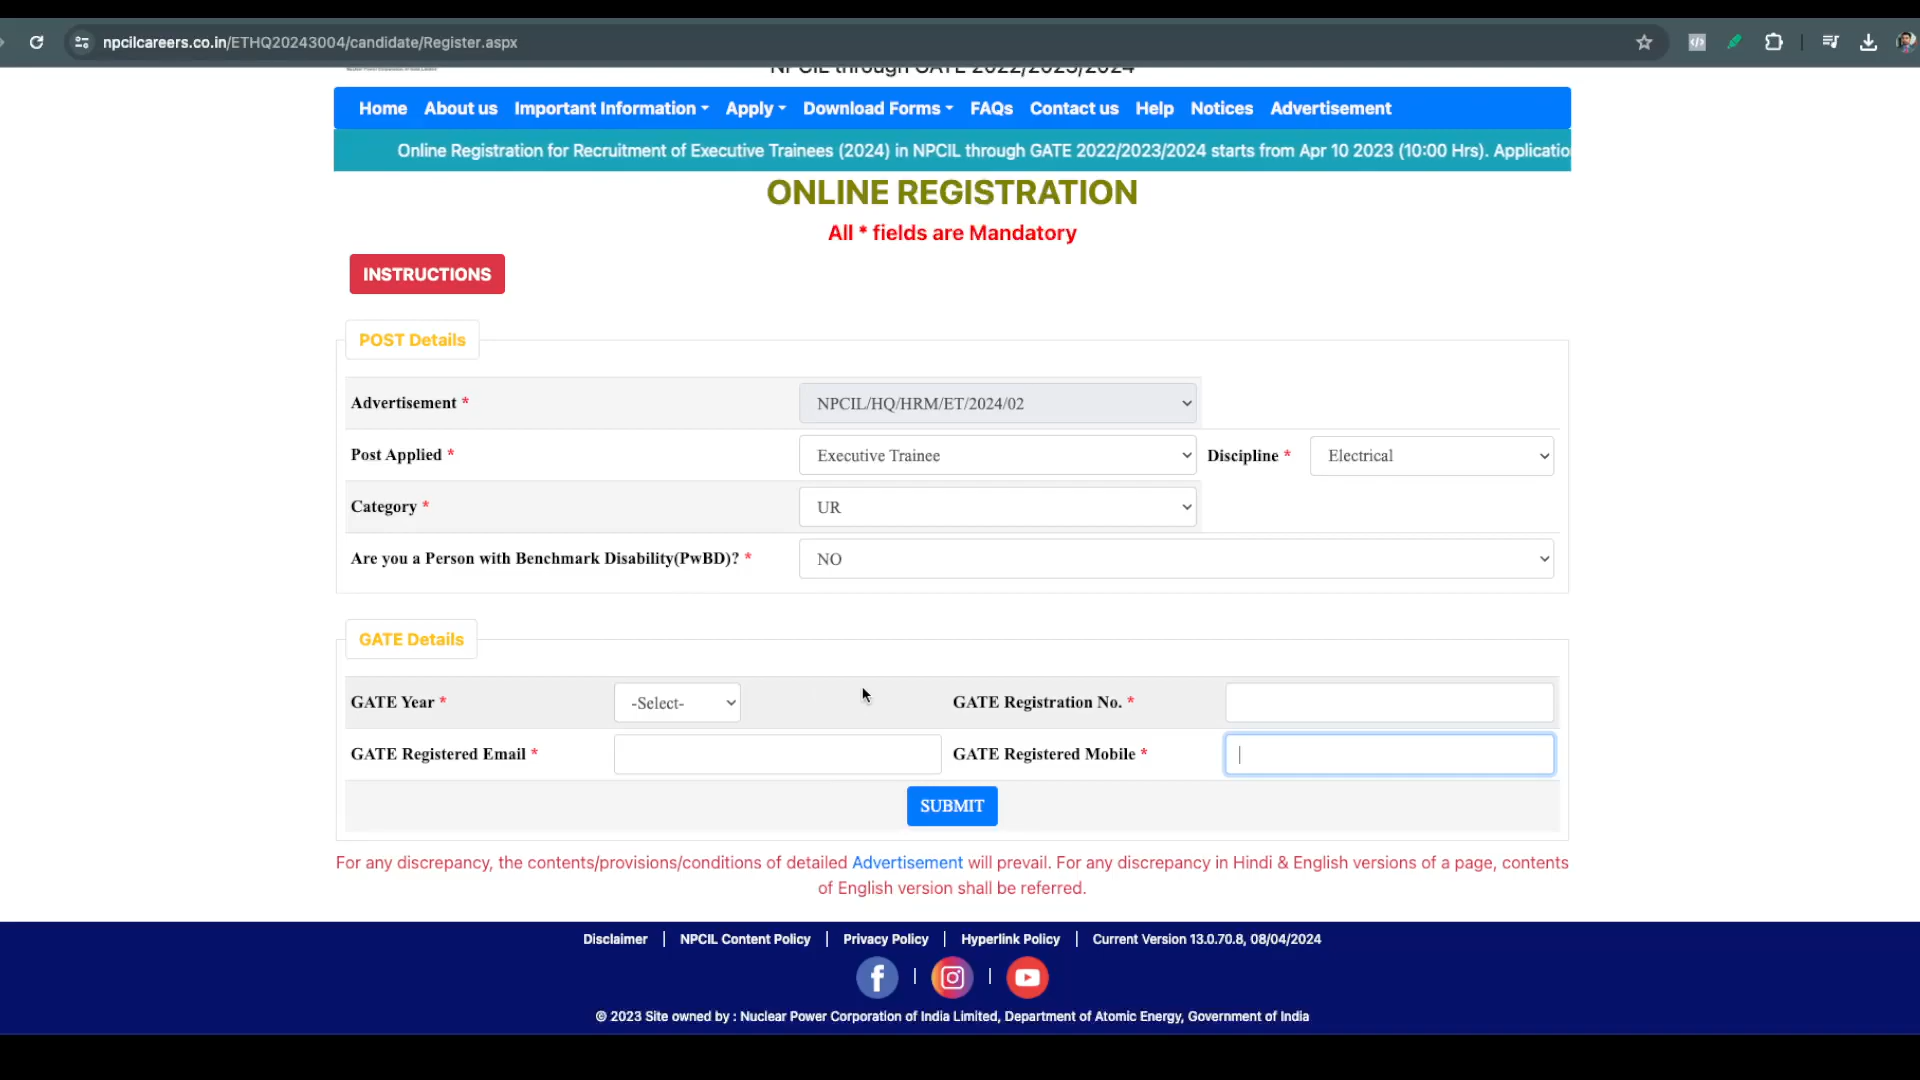 npcilcareers.co.in/ETHQ20243004/candidate/Register.aspx
NPCIL through GATE 2022/2023/2024
Home About us Important Information Apply Download Forms FAQs Contact us Help Notices Advertisement
Online Registration for Recruitment of Executive Trainees (2024) in NPCIL through GATE 2022/2023/2024 starts from Apr 10 2023 (10:00 Hrs). Applicatio
ONLINE REGISTRATION
All * fields are Mandatory
INSTRUCTIONS
POST Details
Advertisement * NPCIL/HQ/HRM/ET/2024/02
Post Applied * Executive Trainee Discipline * Electrical
Category * UR
Are you a Person with Benchmark Disability(PwBD)? * NO
GATE Details
GATE Year * -Select- GATE Registration No. *
GATE Registered Email * GATE Registered Mobile *
SUBMIT
For any discrepancy, the contents/provisions/conditions of detailed Advertisement will prevail. For any discrepancy in Hindi & English versions of a page, contents
of English version shall be referred.
Disclaimer | NPCIL Content Policy | Privacy Policy | Hyperlink Policy | Current Version 13.0.70.8, 08/04/2024
© 2023 Site owned by : Nuclear Power Corporation of India Limited, Department of Atomic Energy, Government of India